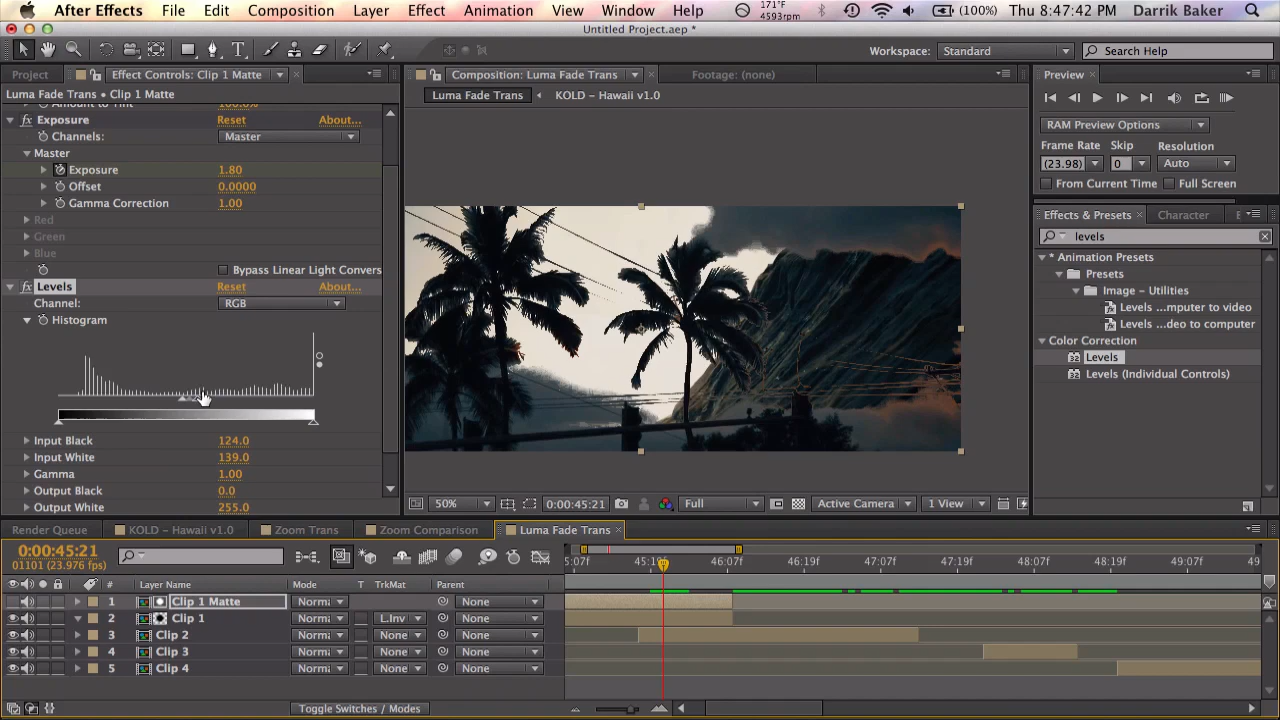 After Effects File Edit Composition Layer Effect Animation View Window Help 171°F 4593rpm (100%) Thu 8:47:42 PM Darrik Baker
Untitled Project.aep *
Workspace: Standard Search Help
Project Effect Controls: Clip 1 Matte Composition: Luma Fade Trans Footage: (none) Preview
Luma Fade Trans • Clip 1 Matte
Luma Fade Trans KOLD – Hawaii v1.0
Amount to Tint 100.0%
Exposure Reset About...
Channels: Master
Master
Exposure 1.80
Offset 0.0000
Gamma Correction 1.00
Red
Green
Blue
Bypass Linear Light Convers
Levels Reset About...
Channel: RGB
Histogram
Input Black 124.0
Input White 139.0
Gamma 1.00
Output Black 0.0
Output White 255.0
50% 0:00:45:21 Full Active Camera 1 View
RAM Preview Options
Frame Rate Skip Resolution
(23.98) 0 Auto
From Current Time Full Screen
Effects & Presets Character E
levels
* Animation Presets
Presets
Image – Utilities
Levels ...mputer to video
Levels ...deo to computer
Color Correction
Levels
Levels (Individual Controls)
Render Queue KOLD – Hawaii v1.0 Zoom Trans Zoom Comparison Luma Fade Trans
0:00:45:21
01101 (23.976 fps)
5:07f 45:19f 46:07f 46:19f 47:07f 47:19f 48:07f 48:19f 49
# Layer Name Mode T TrkMat Parent
1 Clip 1 Matte Norma None
2 Clip 1 Norma L.Inv None
3 Clip 2 Norma None None
4 Clip 3 Norma None None
5 Clip 4 Norma None None
Toggle Switches / Modes